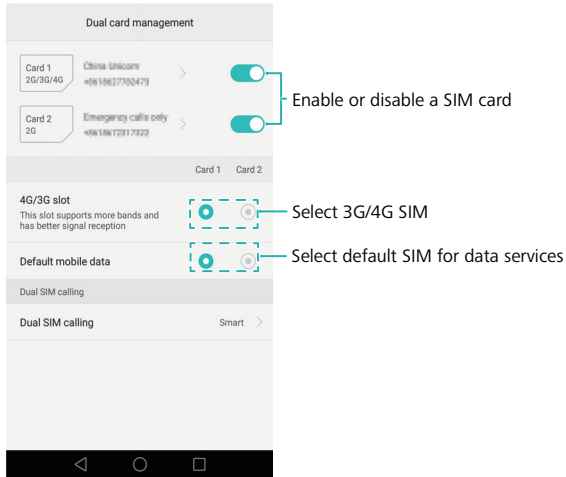 Dual card management
Card 1
2G/3G/4G
China Unicom
Card 2
2G
Emergency calls only
Enable or disable a SIM card
Card 1 Card 2
4G/3G slot
This slot supports more bands and
has better signal reception
Select 3G/4G SIM
Default mobile data
Select default SIM for data services
Dual SIM calling
Dual SIM calling Smart